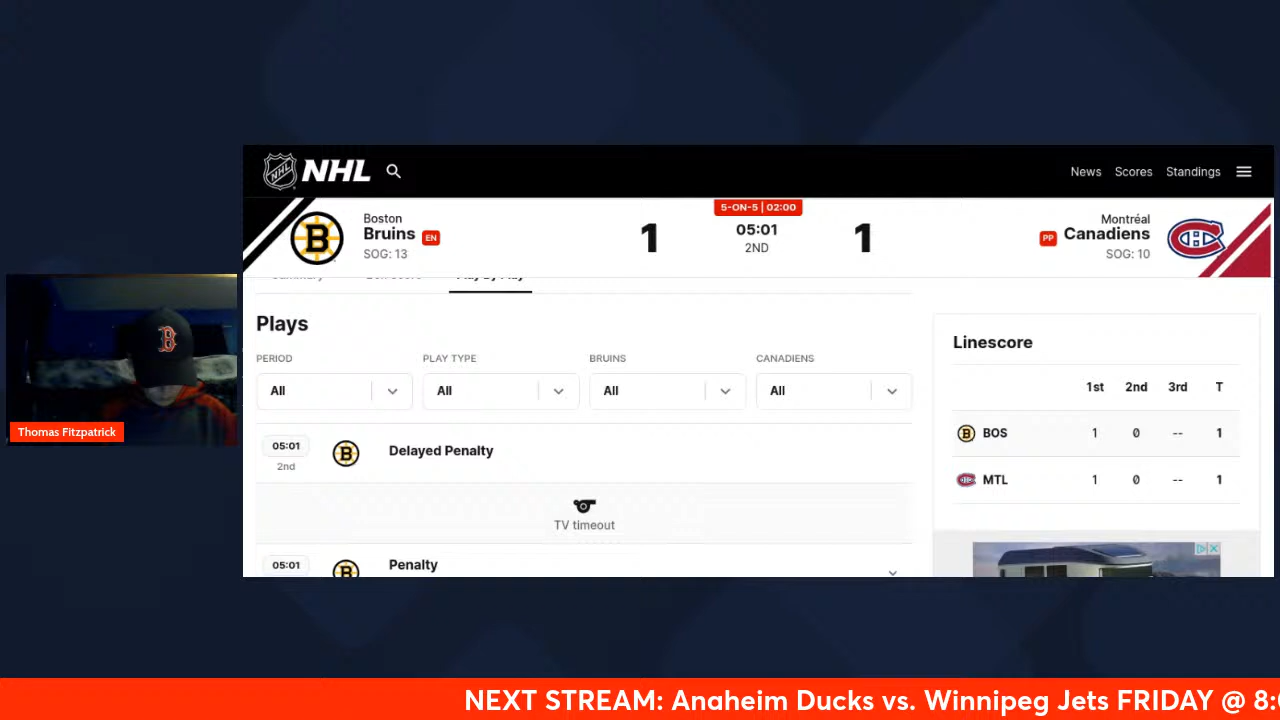 NHL
News Scores Standings
5-ON-5 | 02:00
Boston
Bruins EN
SOG: 13
1
05:01
2ND
1
Montréal
PP Canadiens
SOG: 10
Play By Play
Plays
PERIOD PLAY TYPE BRUINS CANADIENS
All All All All
05:01
2nd
Delayed Penalty
TV timeout
05:01
Penalty
Linescore
1st 2nd 3rd T
BOS 1 0 -- 1
MTL 1 0 -- 1
Thomas Fitzpatrick
NEXT STREAM: Anaheim Ducks vs. Winnipeg Jets FRIDAY @ 8: